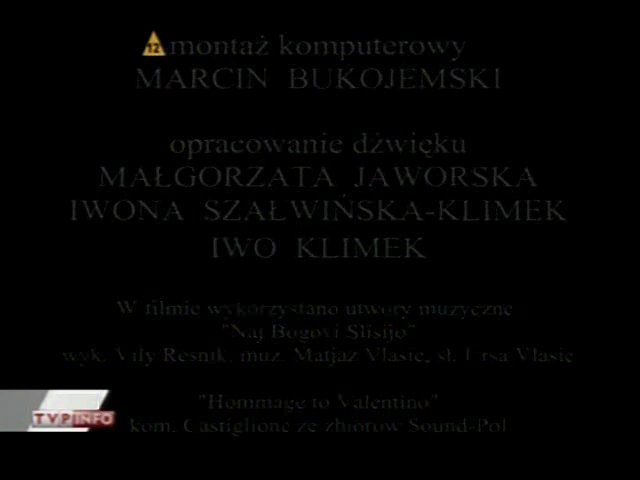 12
montaż komputerowy
MARCIN BUKOJEMSKI
opracowanie dźwięku
MAŁGORZATA JAWORSKA
IWONA SZAŁWIŃSKA-KLIMEK
IWO KLIMEK
W filmie wykorzystano utwory muzyczne
"Naj Bogovi Slisijo"
wyk. Vily Resnik, muz. Matjaz Vlasic, sł. Ursa Vlasic
"Hommage to Valentino"
kom. Castiglione ze zbiorów Sound-Pol
TVP INFO